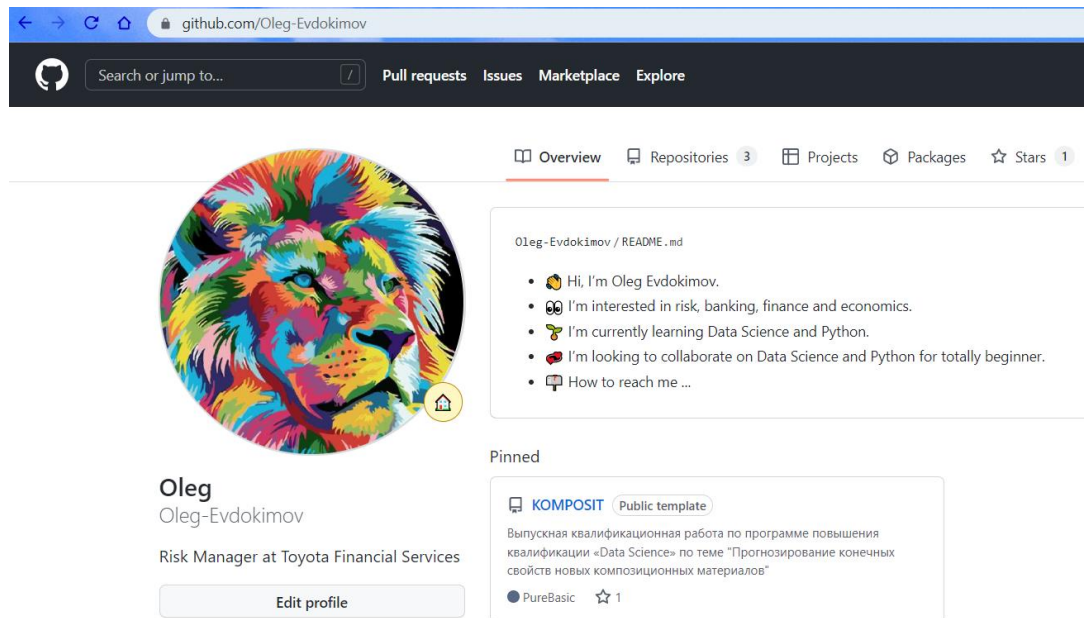 github.com/Oleg-Evdokimov
Search or jump to... / Pull requests Issues Marketplace Explore
Overview Repositories 3 Projects Packages Stars 1
Oleg-Evdokimov / README.md
👋 Hi, I'm Oleg Evdokimov.
👀 I'm interested in risk, banking, finance and economics.
🌱 I'm currently learning Data Science and Python.
💞️ I'm looking to collaborate on Data Science and Python for totally beginner.
📫 How to reach me ...
Oleg
Oleg-Evdokimov
Risk Manager at Toyota Financial Services
Edit profile
Pinned
KOMPOSIT Public template
Выпускная квалификационная работа по программе повышения
квалификации «Data Science» по теме "Прогнозирование конечных
свойств новых композиционных материалов"
PureBasic 1